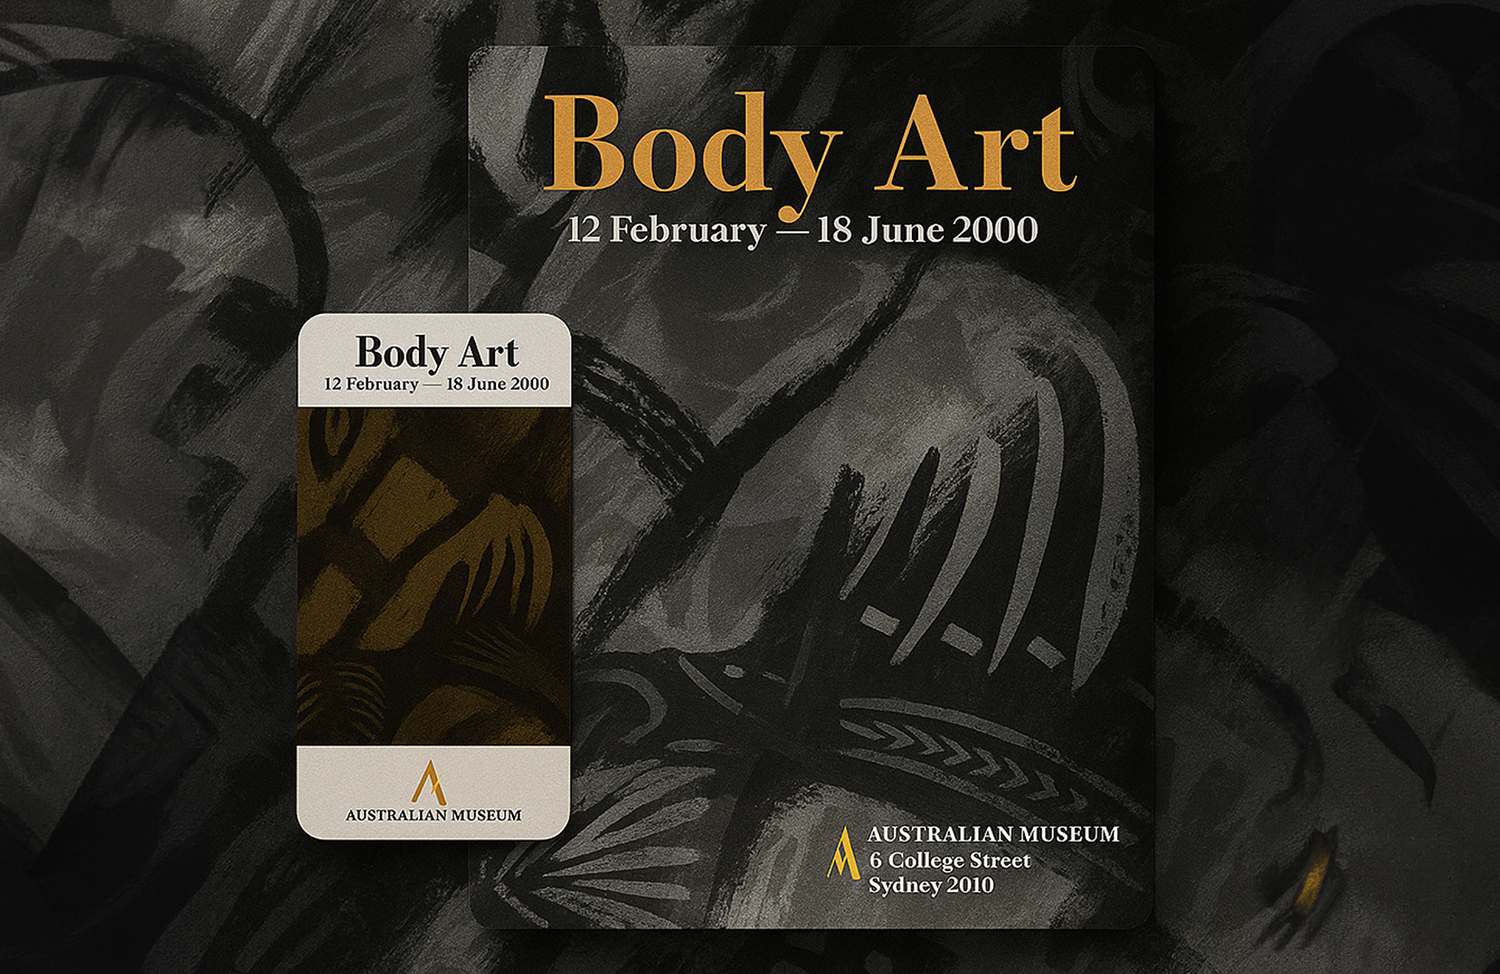 Body Art
12 February — 18 June 2000
Body Art
12 February — 18 June 2000
AUSTRALIAN MUSEUM
AUSTRALIAN MUSEUM
6 College Street
Sydney 2010